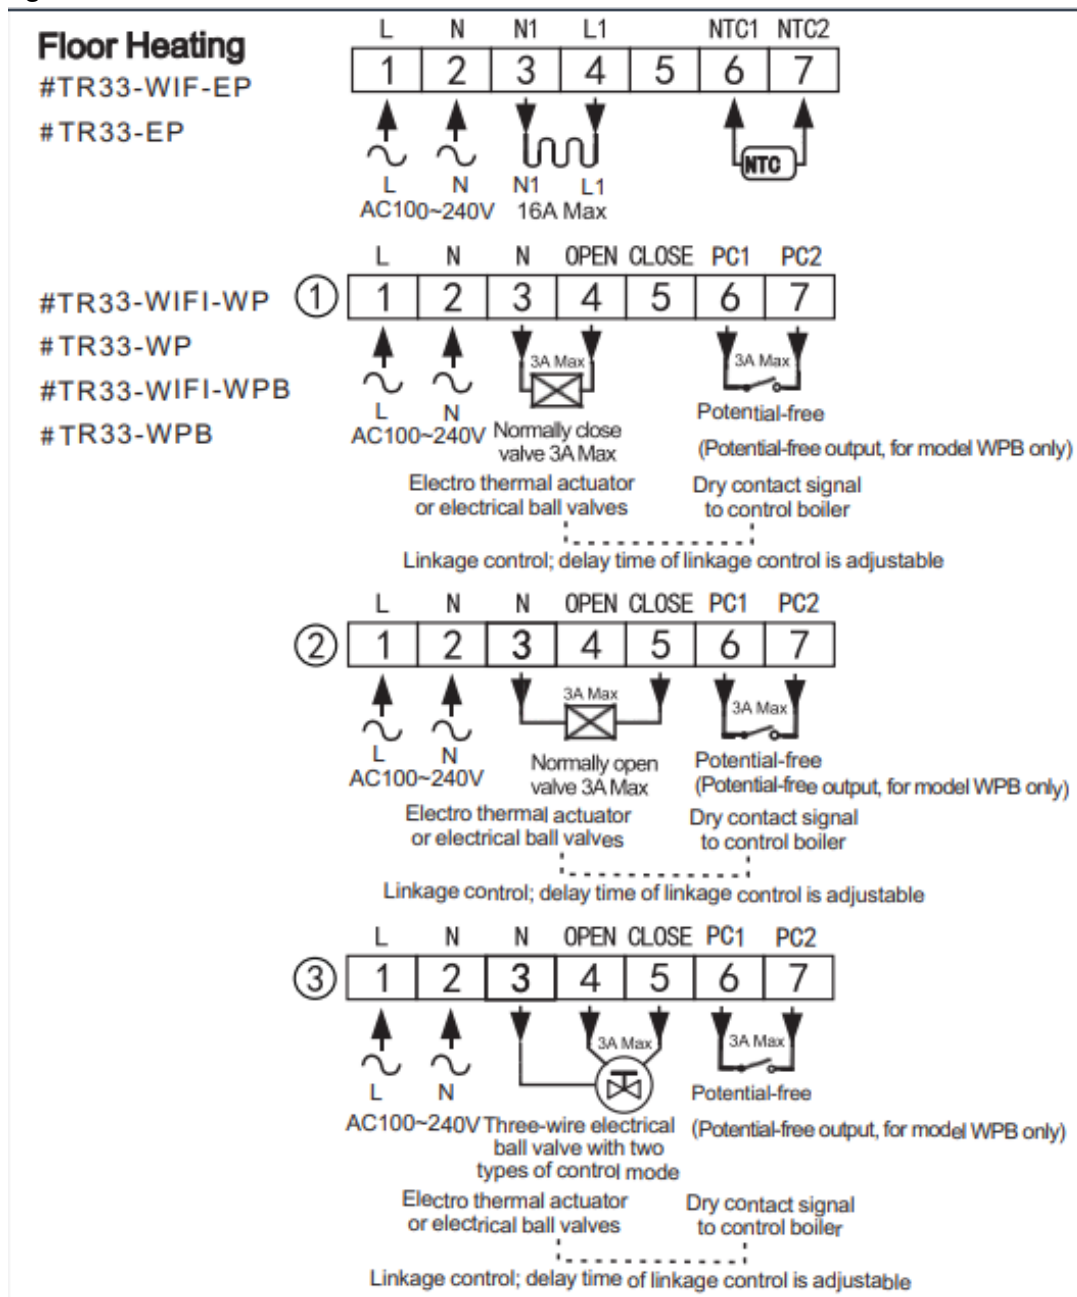 L N N1 L1 NTC1 NTC2
Floor Heating
1 2 3 4 5 6 7
#TR33-WIF-EP
#TR33-EP
NTC
L N N1 L1
AC100~240V 16A Max
L N N OPEN CLOSE PC1 PC2
#TR33-WIFI-WP ① 1 2 3 4 5 6 7
#TR33-WP
3A Max 3A Max
#TR33-WIFI-WPB
L N Potential-free
#TR33-WPB
AC100~240V Normally close
valve 3A Max
(Potential-free output, for model WPB only)
Electro thermal actuator Dry contact signal
or electrical ball valves to control boiler
Linkage control; delay time of linkage control is adjustable
L N N OPEN CLOSE PC1 PC2
② 1 2 3 4 5 6 7
3A Max 3A Max
L N Normally open Potential-free
AC100~240V valve 3A Max (Potential-free output, for model WPB only)
Electro thermal actuator Dry contact signal
or electrical ball valves to control boiler
Linkage control; delay time of linkage control is adjustable
L N N OPEN CLOSE PC1 PC2
③ 1 2 3 4 5 6 7
3A Max 3A Max
L N Potential-free
AC100~240V Three-wire electrical (Potential-free output, for model WPB only)
ball valve with two
types of control mode
Electro thermal actuator Dry contact signal
or electrical ball valves to control boiler
Linkage control; delay time of linkage control is adjustable